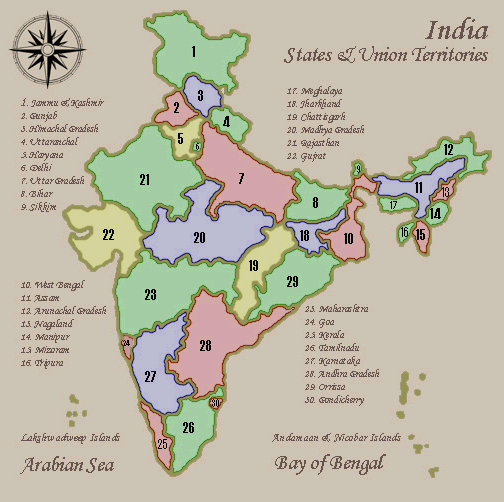 India
States & Union Territories
1. Jammu & Kashmir
2. Punjab
3. Himachal Pradesh
4. Uttaranchal
5. Haryana
6. Delhi
7. Uttar Pradesh
8. Bihar
9. Sikkim
17. Meghalaya
18. Jharkhand
19. Chattisgarh
20. Madhya Pradesh
21. Rajasthan
22. Gujrat
1
2
3
4
5
6
7
8
9
10
11
12
13
14
15
16
17
18
19
20
21
22
23
24
25
26
27
28
29
30
10. West Bengal
11. Assam
12. Arunachal Pradesh
13. Nagaland
14. Manipur
15. Mizoram
16. Tripura
23. Maharashtra
24. Goa
25. Kerala
26. Tamilnadu
27. Karnataka
28. Andhra Pradesh
29. Orrisa
30. Pondicherry
Lakshwadweep Islands
Arabian Sea
Andamaan & Nicobar Islands
Bay of Bengal